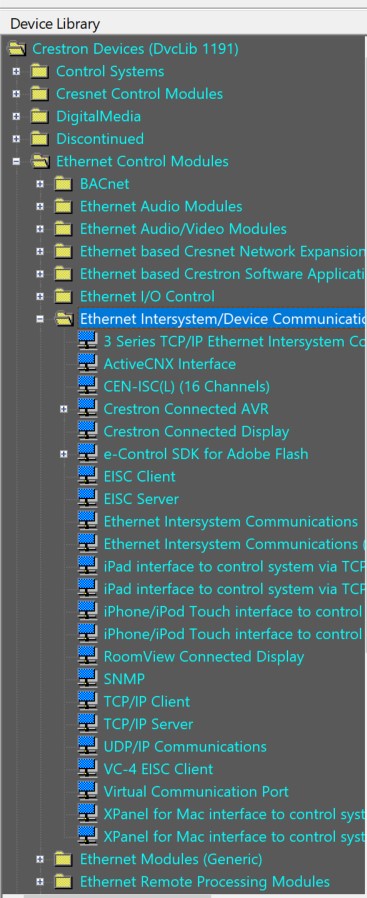 Device Library
Crestron Devices (DvcLib 1191)
Control Systems
Cresnet Control Modules
DigitalMedia
Discontinued
Ethernet Control Modules
BACnet
Ethernet Audio Modules
Ethernet Audio/Video Modules
Ethernet based Cresnet Network Expansion
Ethernet based Crestron Software Applicati
Ethernet I/O Control
Ethernet Intersystem/Device Communicatio
3 Series TCP/IP Ethernet Intersystem Co
ActiveCNX Interface
CEN-ISC(L) (16 Channels)
Crestron Connected AVR
Crestron Connected Display
e-Control SDK for Adobe Flash
EISC Client
EISC Server
Ethernet Intersystem Communications
Ethernet Intersystem Communications (
iPad interface to control system via TCP
iPad interface to control system via TCP
iPhone/iPod Touch interface to control
iPhone/iPod Touch interface to control
RoomView Connected Display
SNMP
TCP/IP Client
TCP/IP Server
UDP/IP Communications
VC-4 EISC Client
Virtual Communication Port
XPanel for Mac interface to control syst
XPanel for Mac interface to control syst
Ethernet Modules (Generic)
Ethernet Remote Processing Modules